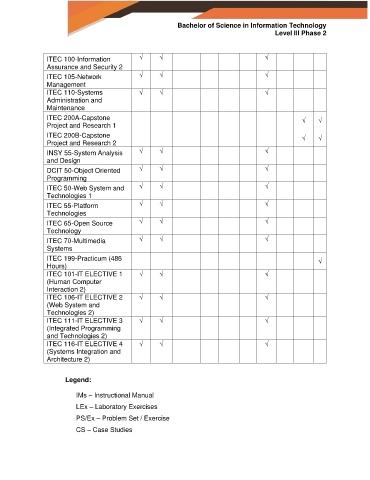 Bachelor of Science in Information Technology
Level III Phase 2
ITEC 100-Information √ √ √
Assurance and Security 2
ITEC 105-Network √ √ √
Management
ITEC 110-Systems √ √ √
Administration and
Maintenance
ITEC 200A-Capstone √ √
Project and Research 1
ITEC 200B-Capstone √ √
Project and Research 2
INSY 55-System Analysis √ √ √
and Design
DCIT 50-Object Oriented √ √ √
Programming
ITEC 50-Web System and √ √ √
Technologies 1
ITEC 55-Platform √ √ √
Technologies
ITEC 65-Open Source √ √ √
Technology
ITEC 70-Multimedia √ √ √
Systems
ITEC 199-Practicum (486 √
Hours)
ITEC 101-IT ELECTIVE 1 √ √ √
(Human Computer
Interaction 2)
ITEC 106-IT ELECTIVE 2 √ √ √
(Web System and
Technologies 2)
ITEC 111-IT ELECTIVE 3 √ √ √
(Integrated Programming
and Technologies 2)
ITEC 116-IT ELECTIVE 4 √ √ √
(Systems Integration and
Architecture 2)
Legend:
IMs – Instructional Manual
LEx – Laboratory Exercises
PS/Ex – Problem Set / Exercise
CS – Case Studies